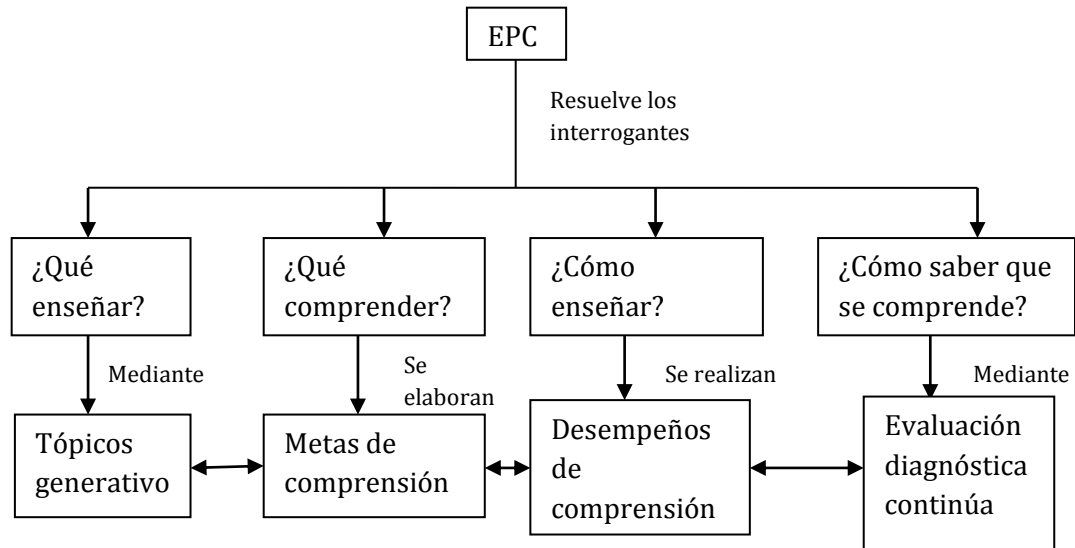 EPC
Resuelve los
interrogantes
¿Qué
enseñar?
¿Qué
comprender?
¿Cómo
enseñar?
¿Cómo saber que
se comprende?
Mediante
Se
elaboran
Se realizan
Mediante
Tópicos
generativo
Metas de
comprensión
Desempeños
de
comprensión
Evaluación
diagnóstica
continúa